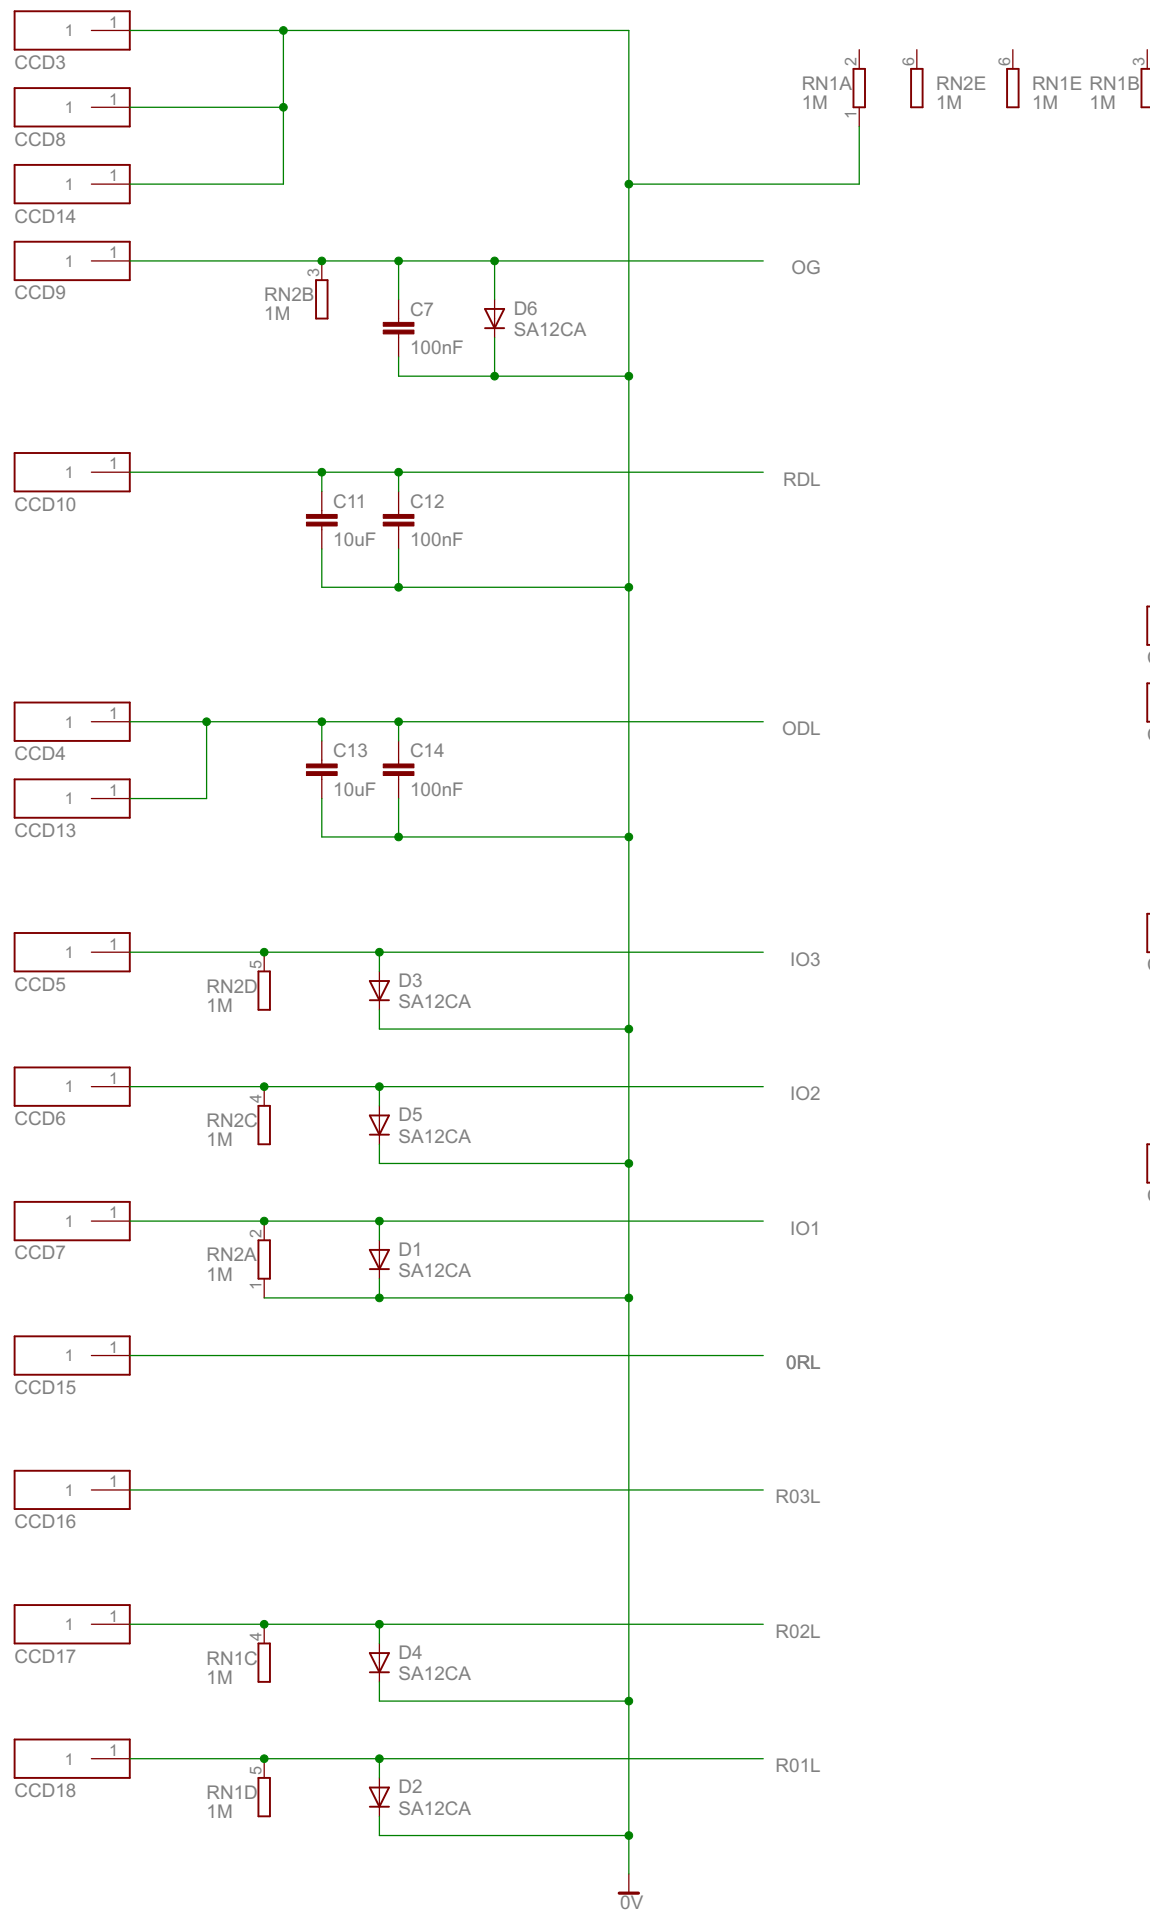 1 1
CCD3
1 1
CCD8
1 1
CCD14
1 1
CCD9
2
RN1A
1M
1
6
RN2E
1M
6
RN1E
1M
3
RN1B
1M
OG
3
RN2B
1M
C7
100nF
D6
SA12CA
1 1
CCD10
RDL
C11
10uF
C12
100nF
1 1
CCD4
ODL
C13
10uF
C14
100nF
1 1
CCD13
1 1
CCD5
IO3
5
RN2D
1M
D3
SA12CA
1 1
CCD6
IO2
4
RN2C
1M
D5
SA12CA
1 1
CCD7
IO1
2
RN2A
1M
1
D1
SA12CA
1 1
CCD15
0RL
1 1
CCD16
R03L
1 1
CCD17
R02L
4
RN1C
1M
D4
SA12CA
1 1
CCD18
R01L
5
RN1D
1M
D2
SA12CA
0V